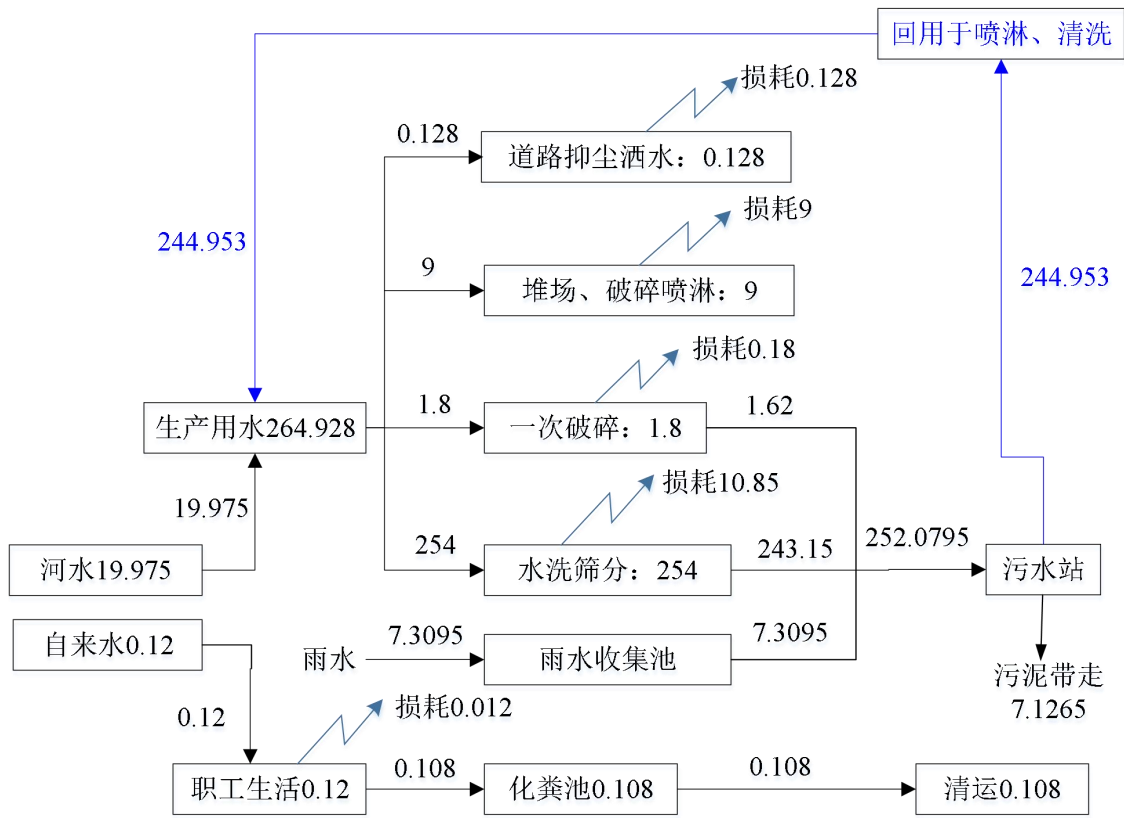 回用于喷淋、清洗
损耗0.128
0.128
道路抑尘洒水：0.128
损耗9
244.953
9
堆场、破碎喷淋：9
244.953
损耗0.18
1.8
1.62
生产用水264.928
一次破碎：1.8
损耗10.85
19.975
254
243.15
252.0795
河水19.975
水洗筛分：254
污水站
自来水0.12
7.3095
7.3095
雨水
雨水收集池
污泥带走
7.1265
0.12
损耗0.012
0.108
0.108
职工生活0.12
化粪池0.108
清运0.108